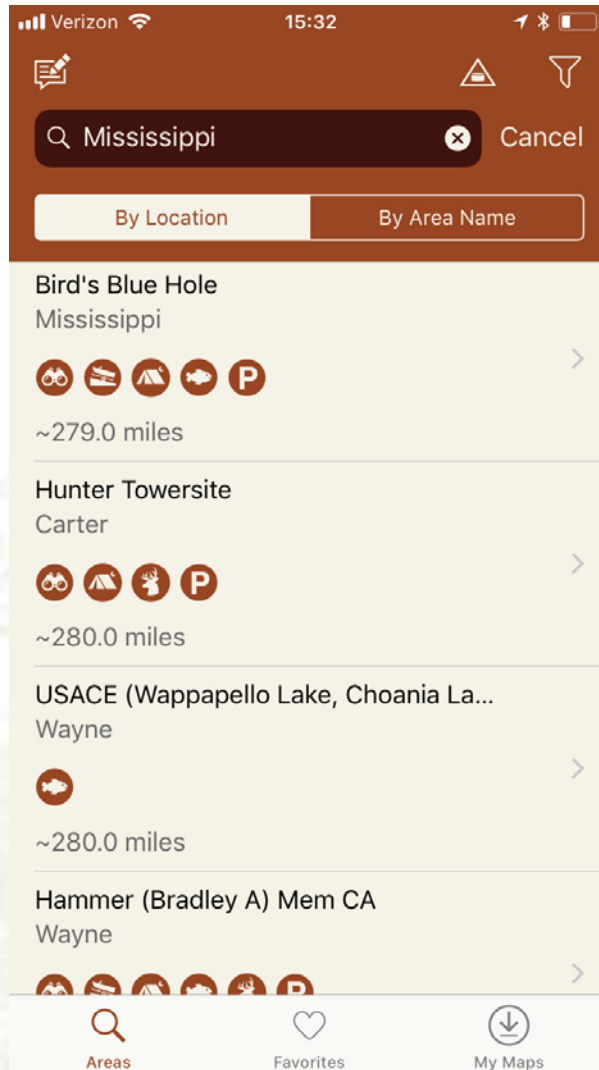 Verizon 15:32
Mississippi Cancel
By Location By Area Name
Bird's Blue Hole
Mississippi
P
~279.0 miles
Hunter Towersite
Carter
P
~280.0 miles
USACE (Wappapello Lake, Choania La...
Wayne
~280.0 miles
Hammer (Bradley A) Mem CA
Wayne
P
Areas Favorites My Maps